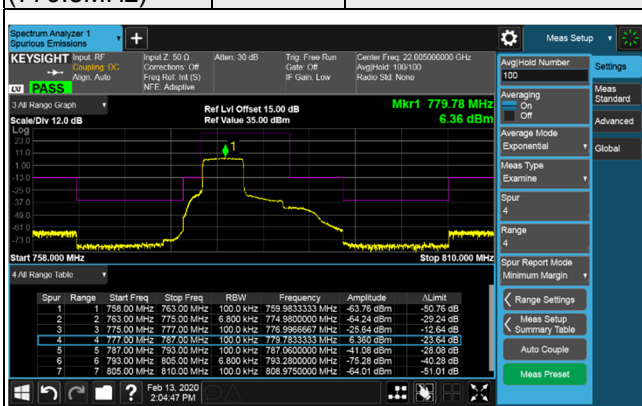 Spectrum Analyzer 1
Spurious Emissions
+
Meas Setup
KEYSIGHT
Input: RF
Coupling: DC
Align: Auto
Input Z: 50 Ω
Corrections: Off
Freq Ref: Int (S)
NFE: Adaptive
Atten: 30 dB
Trig: Free Run
Gate: Off
IF Gain: Low
Center Freq: 22.005000000 GHz
Avg|Hold: 100/100
Radio Std: None
LXI PASS
3 All Range Graph
Scale/Div 12.0 dB
Ref Lvl Offset 15.00 dB
Ref Value 35.00 dBm
Mkr1 779.78 MHz
6.36 dBm
Log
23.0
11.0
1.00
-13.0
-25.0
-37.0
-49.0
-61.0
-73.0
1
Start 758.000 MHz
Stop 810.000 MHz
4 All Range Table
Spur Range Start Freq Stop Freq RBW Frequency Amplitude ΔLimit
1 1 758.00 MHz 763.00 MHz 100.0 kHz 759.9833333 MHz -63.76 dBm -50.76 dB
2 2 763.00 MHz 775.00 MHz 6.800 kHz 774.9800000 MHz -64.24 dBm -29.24 dB
3 3 775.00 MHz 777.00 MHz 100.0 kHz 776.9966667 MHz -25.64 dBm -12.64 dB
4 4 777.00 MHz 787.00 MHz 100.0 kHz 779.7833333 MHz 6.360 dBm -23.64 dB
5 5 787.00 MHz 793.00 MHz 100.0 kHz 787.0600000 MHz -41.08 dBm -28.08 dB
6 6 793.00 MHz 805.00 MHz 6.800 kHz 793.2800000 MHz -75.28 dBm -40.28 dB
7 7 805.00 MHz 810.00 MHz 100.0 kHz 808.9750000 MHz -64.01 dBm -51.01 dB
Avg|Hold Number
100
Averaging
On
Off
Average Mode
Exponential
Meas Type
Examine
Spur
4
Range
4
Spur Report Mode
Minimum Margin
Range Settings
Meas Setup
Summary Table
Auto Couple
Meas Preset
Settings
Meas
Standard
Advanced
Global
?
Feb 13, 2020
2:04:47 PM